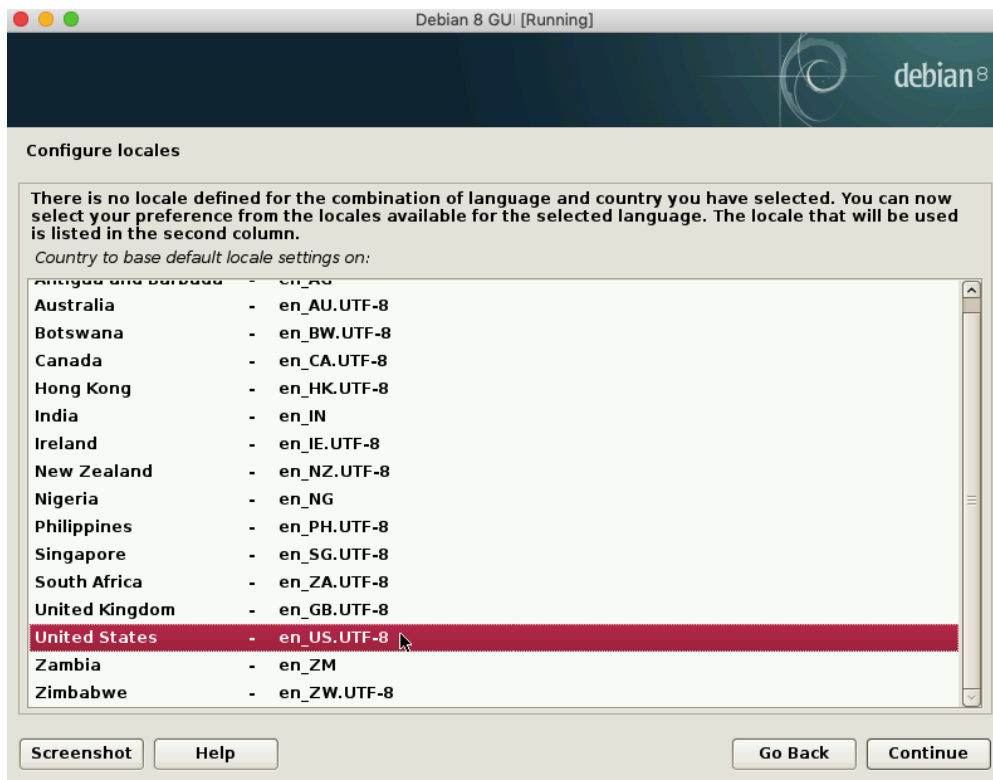 Debian 8 GUI [Running]
debian 8
Configure locales
There is no locale defined for the combination of language and country you have selected. You can now
select your preference from the locales available for the selected language. The locale that will be used
is listed in the second column.
Country to base default locale settings on:
Antigua and Barbuda - en_AG
Australia - en_AU.UTF-8
Botswana - en_BW.UTF-8
Canada - en_CA.UTF-8
Hong Kong - en_HK.UTF-8
India - en_IN
Ireland - en_IE.UTF-8
New Zealand - en_NZ.UTF-8
Nigeria - en_NG
Philippines - en_PH.UTF-8
Singapore - en_SG.UTF-8
South Africa - en_ZA.UTF-8
United Kingdom - en_GB.UTF-8
United States - en_US.UTF-8
Zambia - en_ZM
Zimbabwe - en_ZW.UTF-8
Screenshot Help Go Back Continue